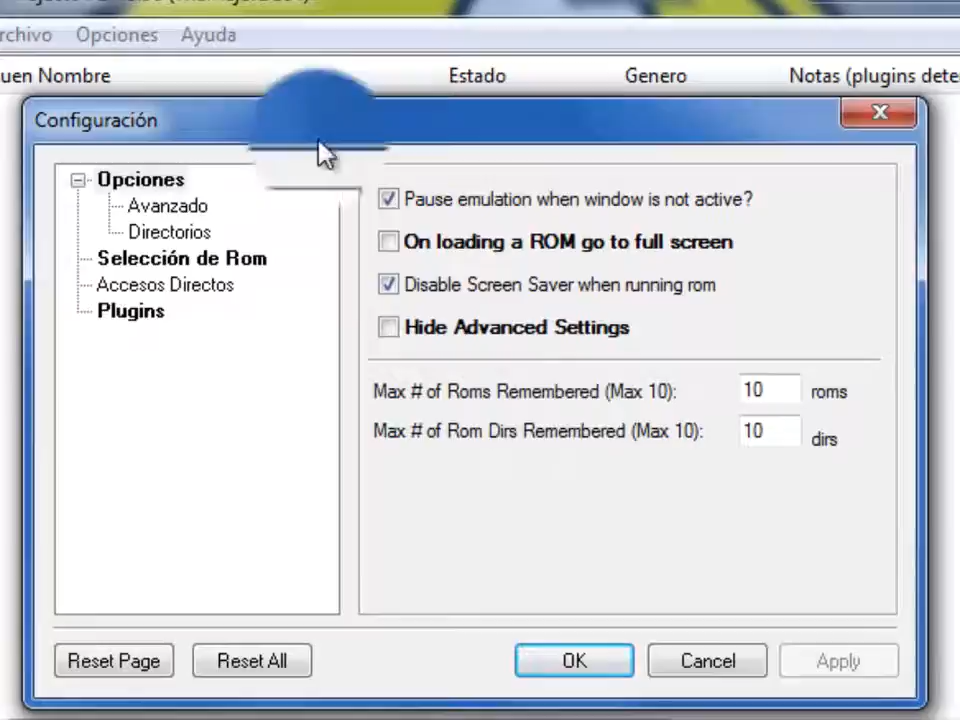 rchivo Opciones Ayuda
uen Nombre Estado Genero Notas (plugins dete
Configuración
Opciones
Avanzado
Directorios
Selección de Rom
Accesos Directos
Plugins
Pause emulation when window is not active?
On loading a ROM go to full screen
Disable Screen Saver when running rom
Hide Advanced Settings
Max # of Roms Remembered (Max 10): 10 roms
Max # of Rom Dirs Remembered (Max 10): 10 dirs
Reset Page Reset All OK Cancel Apply